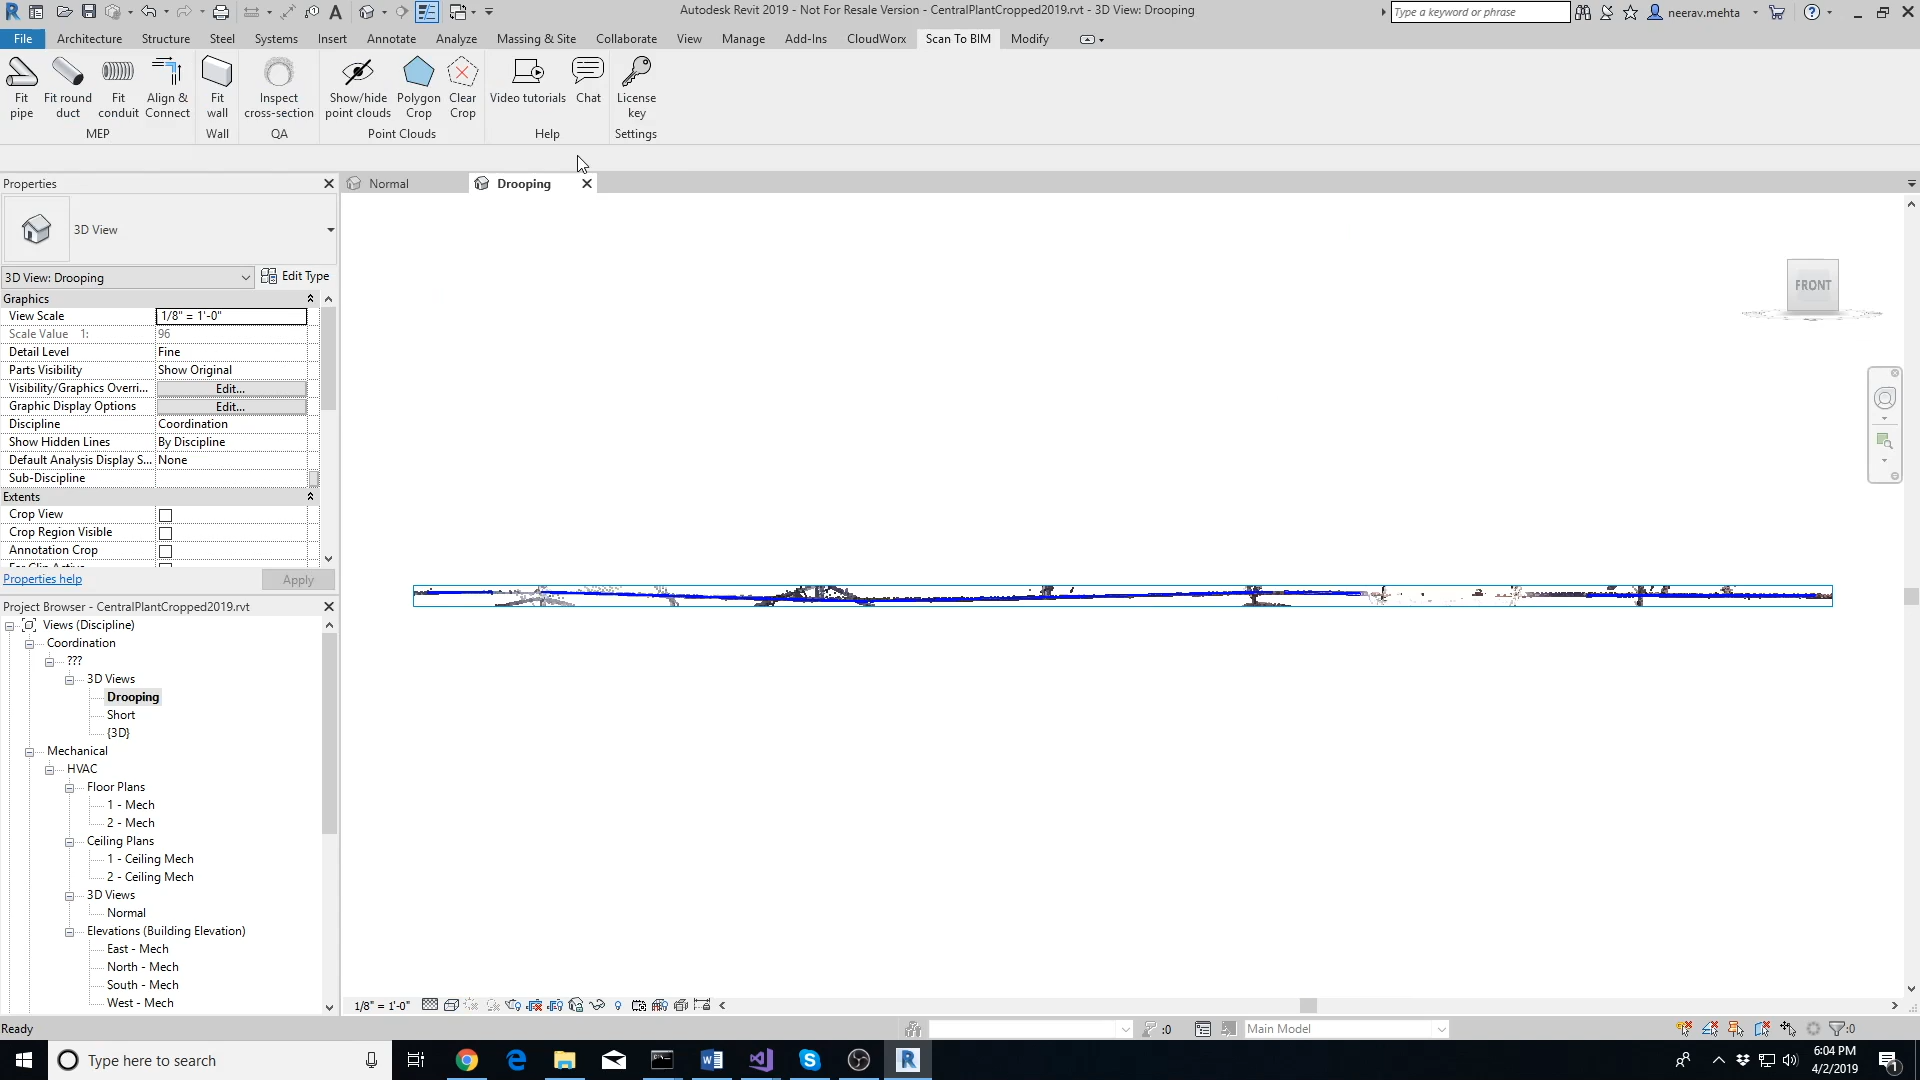 Autodesk Revit 2019 - Not For Resale Version - CentralPlantCropped2019.rvt - 3D View: Drooping
Type a keyword or phrase
neerav.mehta
File Architecture Structure Steel Systems Insert Annotate Analyze Massing & Site Collaborate View Manage Add-Ins CloudWorx Scan To BIM Modify
Fit pipe
Fit round duct
Fit conduit
Align & Connect
Fit wall
Inspect cross-section
Show/hide point clouds
Polygon Crop
Clear Crop
Video tutorials
Chat
License key
MEP Wall QA Point Clouds Help Settings
Properties
Normal
Drooping
3D View
3D View: Drooping
Edit Type
Graphics
View Scale 1/8" = 1'-0"
Scale Value 1: 96
Detail Level Fine
Parts Visibility Show Original
Visibility/Graphics Overri... Edit...
Graphic Display Options Edit...
Discipline Coordination
Show Hidden Lines By Discipline
Default Analysis Display S... None
Sub-Discipline
Extents
Crop View
Crop Region Visible
Annotation Crop
Properties help
Apply
FRONT
Project Browser - CentralPlantCropped2019.rvt
Views (Discipline)
Coordination
???
3D Views
Drooping
Short
{3D}
Mechanical
HVAC
Floor Plans
1 - Mech
2 - Mech
Ceiling Plans
1 - Ceiling Mech
2 - Ceiling Mech
3D Views
Normal
Elevations (Building Elevation)
East - Mech
North - Mech
South - Mech
West - Mech
1/8" = 1'-0"
Ready
:0
Main Model
:0
Type here to search
6:04 PM
4/2/2019
1